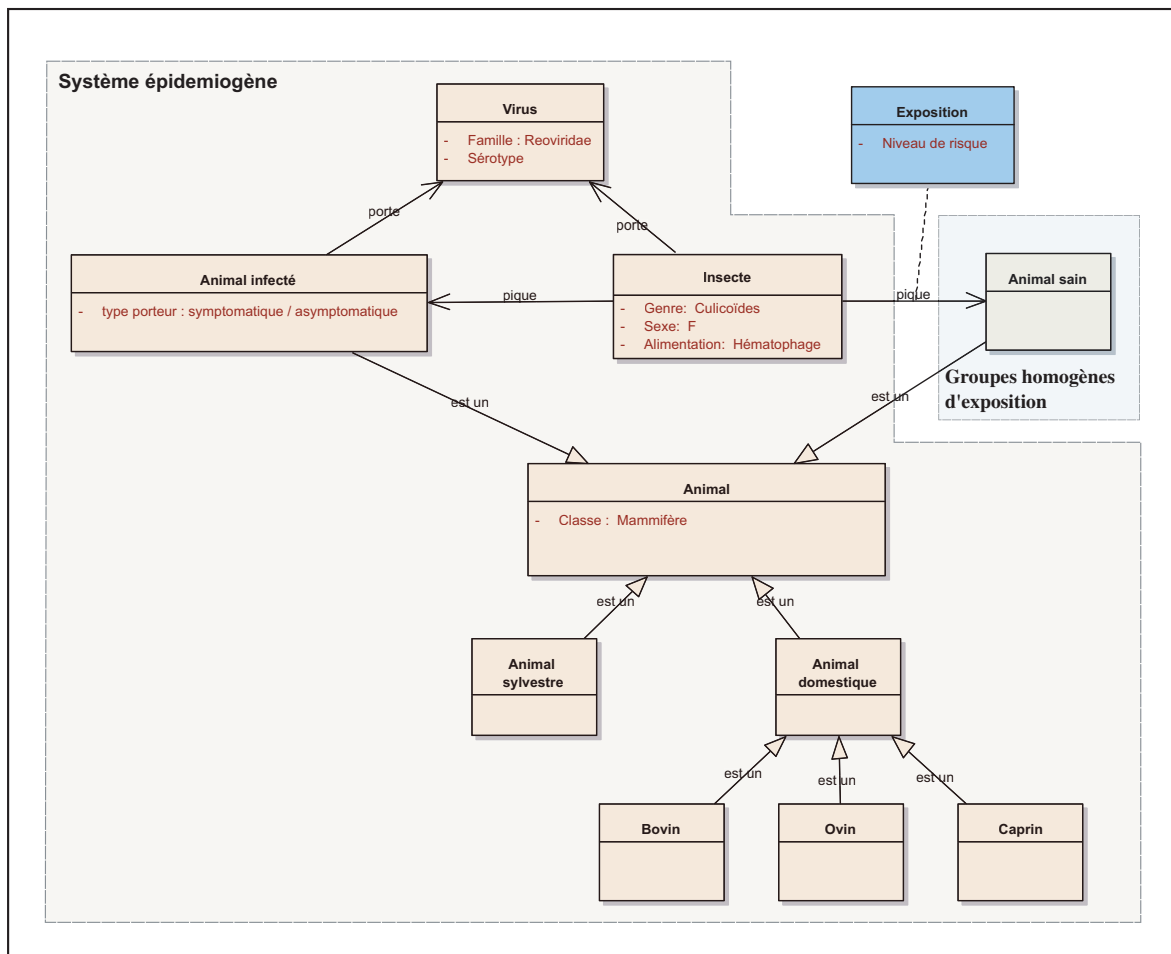 Système épidemiogène
Virus
- Famille : Reoviridae
- Sérotype
Exposition
- Niveau de risque
porte
porte
Animal infecté
- type porteur : symptomatique / asymptomatique
pique
Insecte
- Genre: Culicoïdes
- Sexe: F
- Alimentation: Hématophage
pique
Animal sain
Groupes homogènes
d'exposition
est un
est un
Animal
- Classe : Mammifère
est un
est un
Animal
sylvestre
Animal
domestique
est un
est un
est un
Bovin
Ovin
Caprin